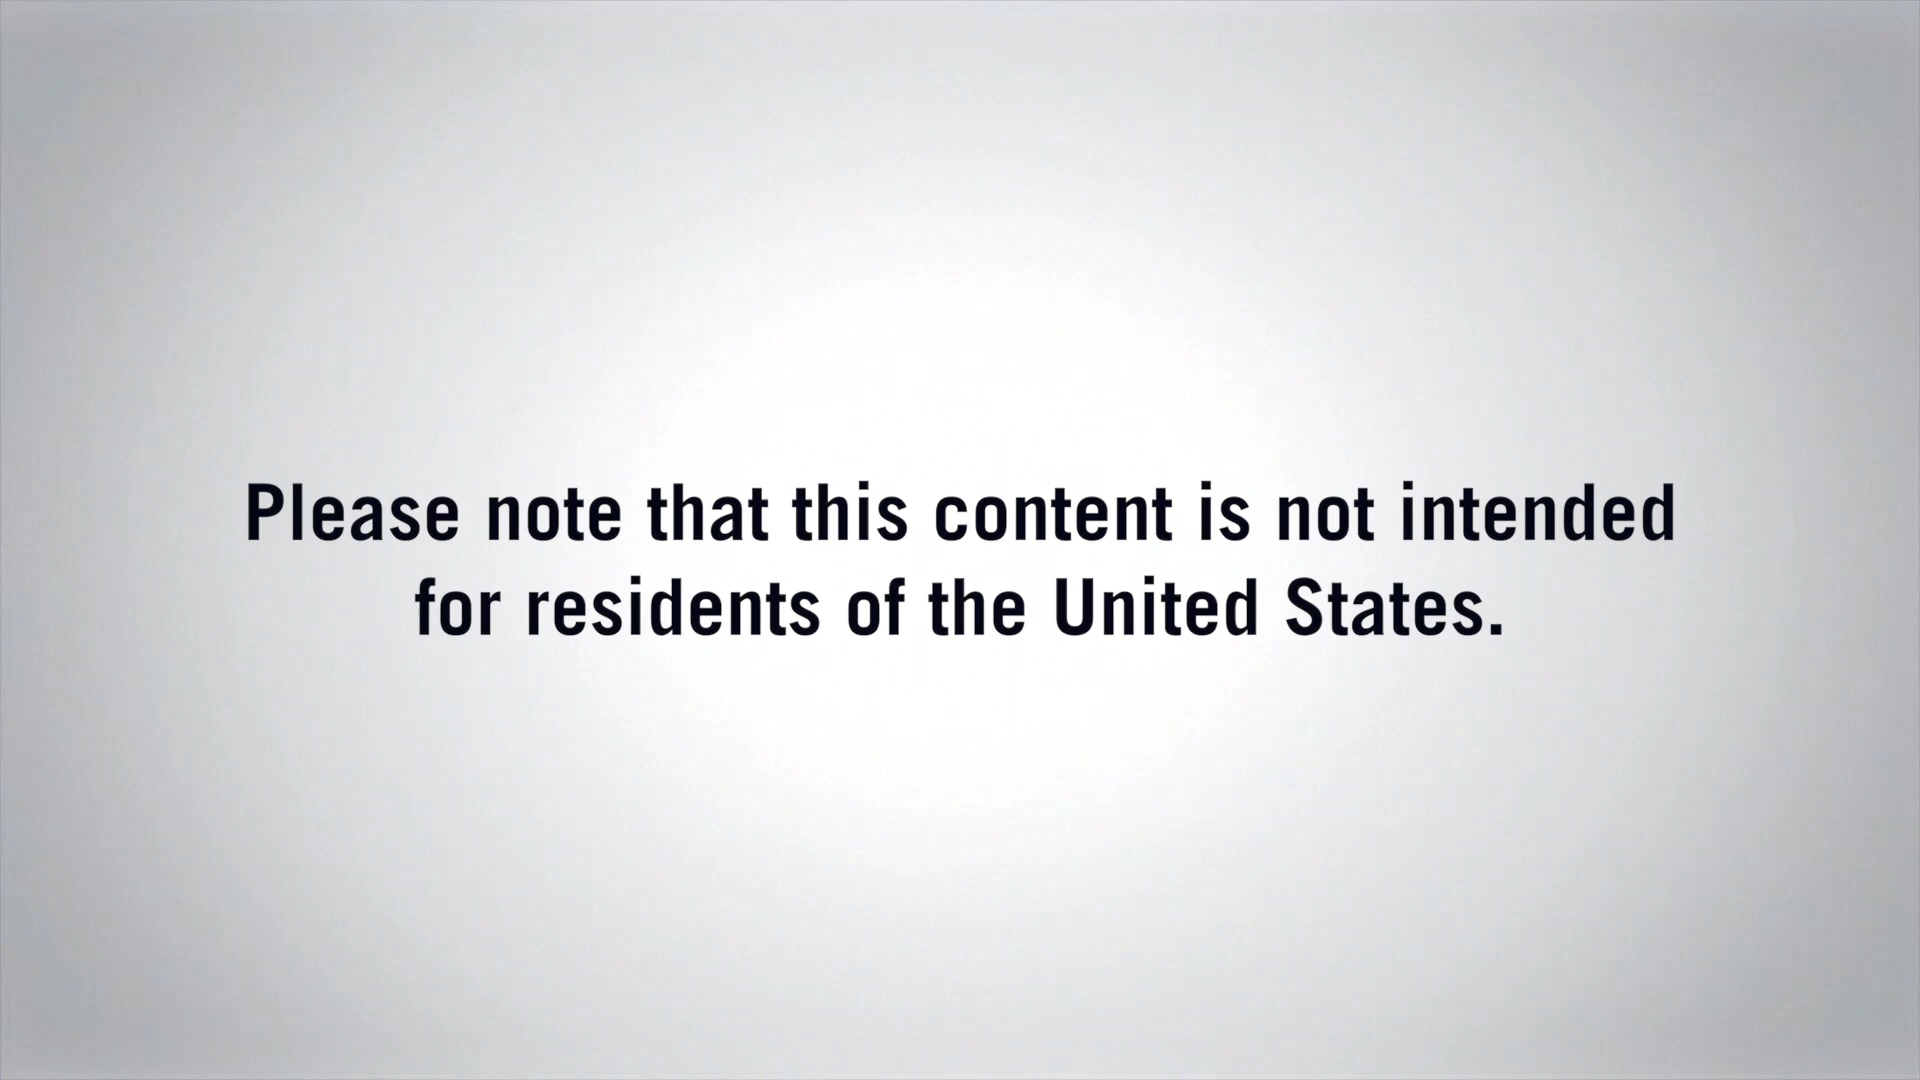 Please note that this content is not intended
for residents of the United States.